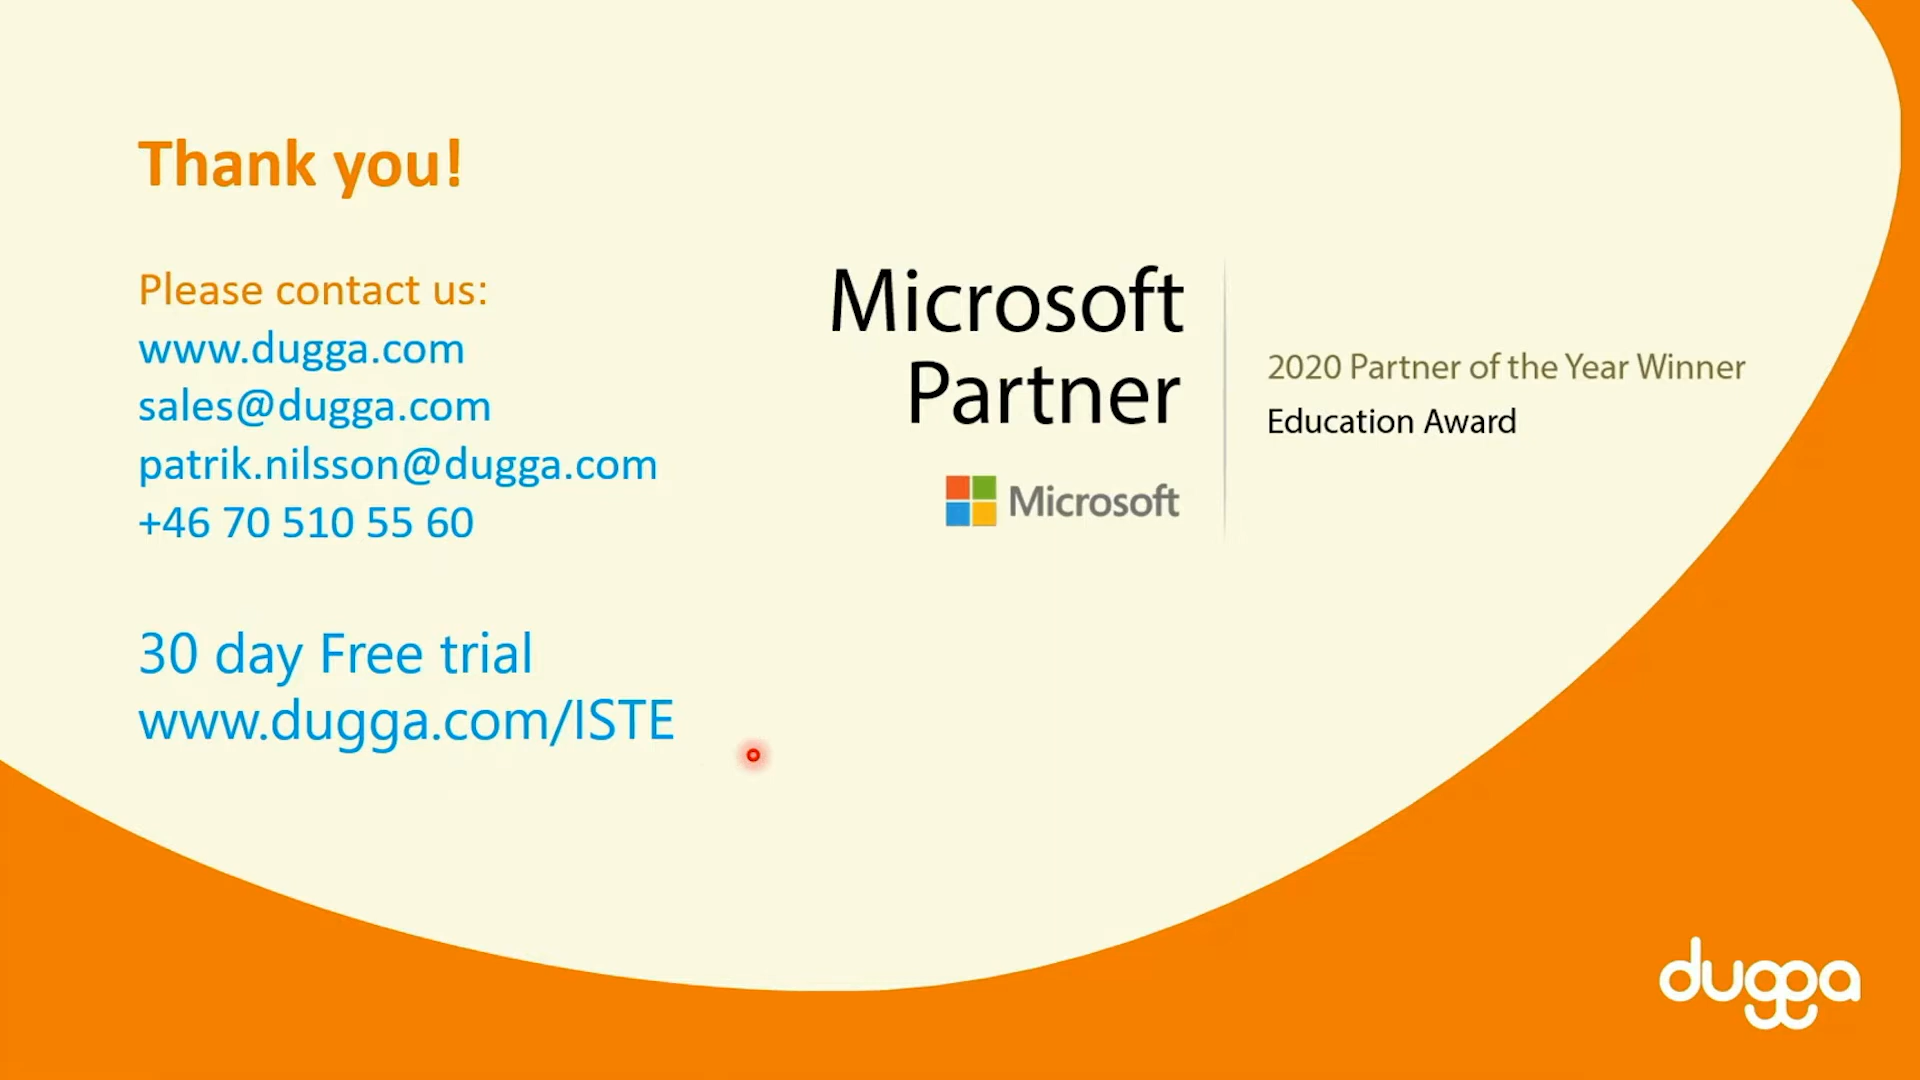 Thank you!
Please contact us:
www.dugga.com
sales@dugga.com
patrik.nilsson@dugga.com
+46 70 510 55 60
30 day Free trial
www.dugga.com/ISTE
Microsoft
Partner
Microsoft
2020 Partner of the Year Winner
Education Award
dugga